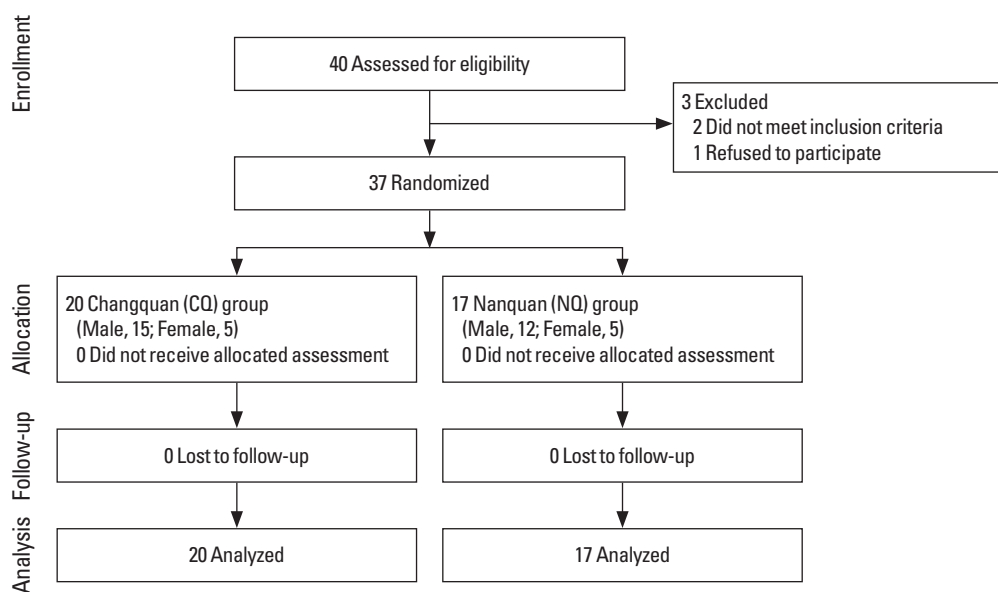 Enrollment
40 Assessed for eligibility
3 Excluded
2 Did not meet inclusion criteria
1 Refused to participate
37 Randomized
Allocation
20 Changquan (CQ) group
(Male, 15; Female, 5)
0 Did not receive allocated assessment
17 Nanquan (NQ) group
(Male, 12; Female, 5)
0 Did not receive allocated assessment
Follow-up
0 Lost to follow-up
0 Lost to follow-up
Analysis
20 Analyzed
17 Analyzed